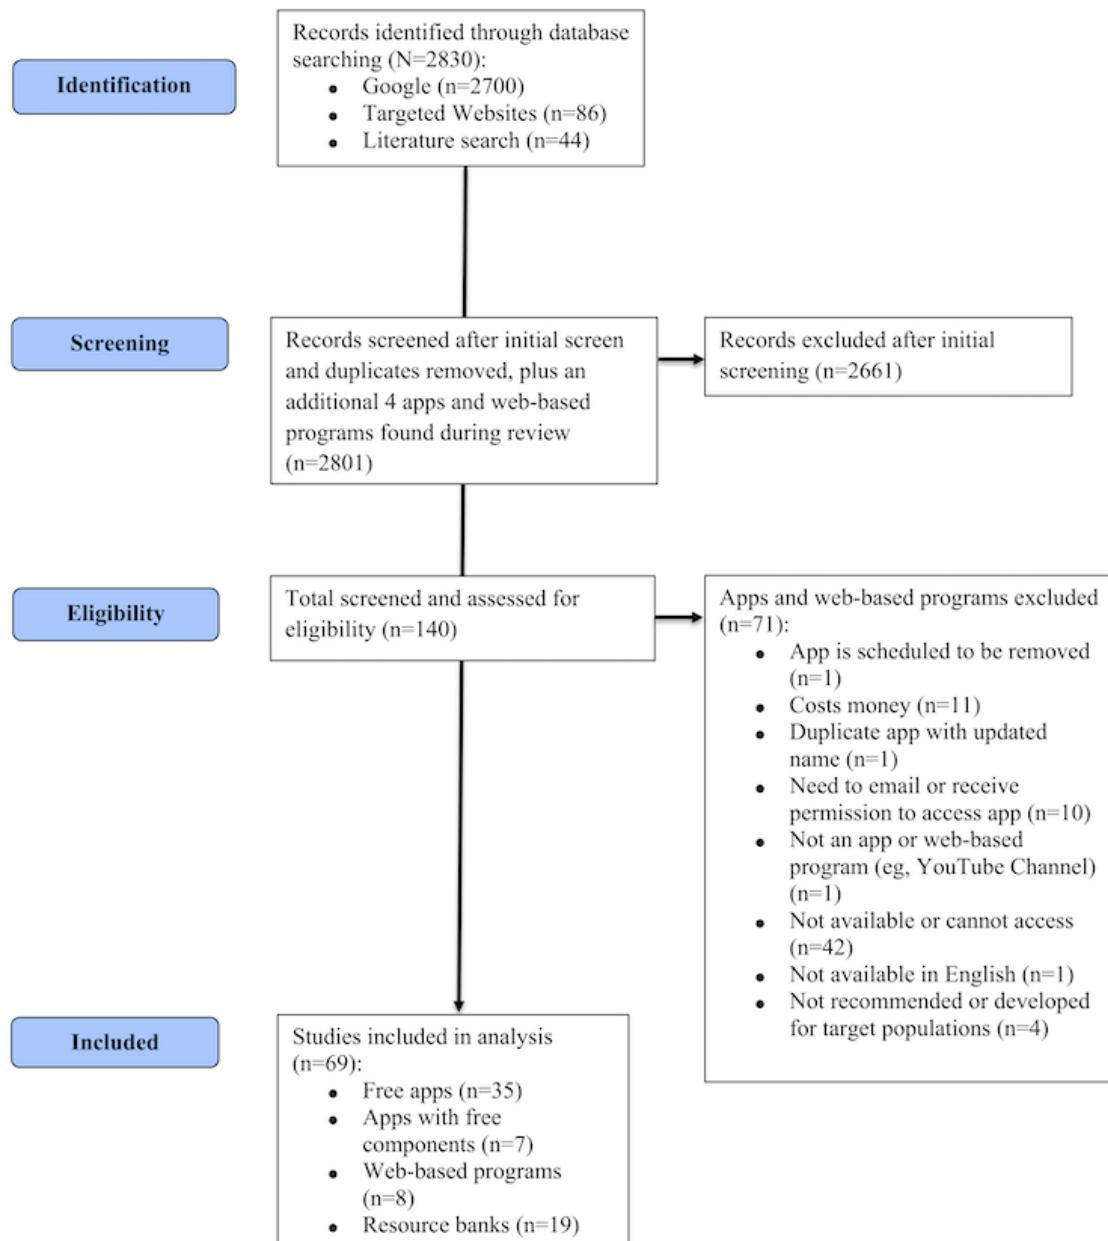 Identification
Records identified through database
searching (N=2830):
• Google (n=2700)
• Targeted Websites (n=86)
• Literature search (n=44)
Screening
Records screened after initial screen
and duplicates removed, plus an
additional 4 apps and web-based
programs found during review
(n=2801)
Records excluded after initial
screening (n=2661)
Eligibility
Total screened and assessed for
eligibility (n=140)
Apps and web-based programs excluded
(n=71):
• App is scheduled to be removed
(n=1)
• Costs money (n=11)
• Duplicate app with updated
name (n=1)
• Need to email or receive
permission to access app (n=10)
• Not an app or web-based
program (eg, YouTube Channel)
(n=1)
• Not available or cannot access
(n=42)
• Not available in English (n=1)
• Not recommended or developed
for target populations (n=4)
Included
Studies included in analysis
(n=69):
• Free apps (n=35)
• Apps with free
components (n=7)
• Web-based programs
(n=8)
• Resource banks (n=19)